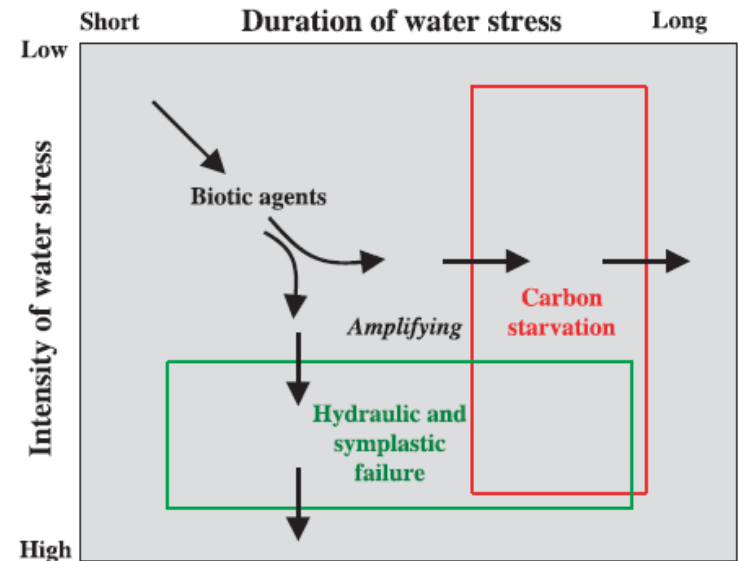 Short Duration of water stress Long
Low
Intensity of water stress
Biotic agents
Carbon
starvation
Amplifying
Hydraulic and
symplastic
failure
High